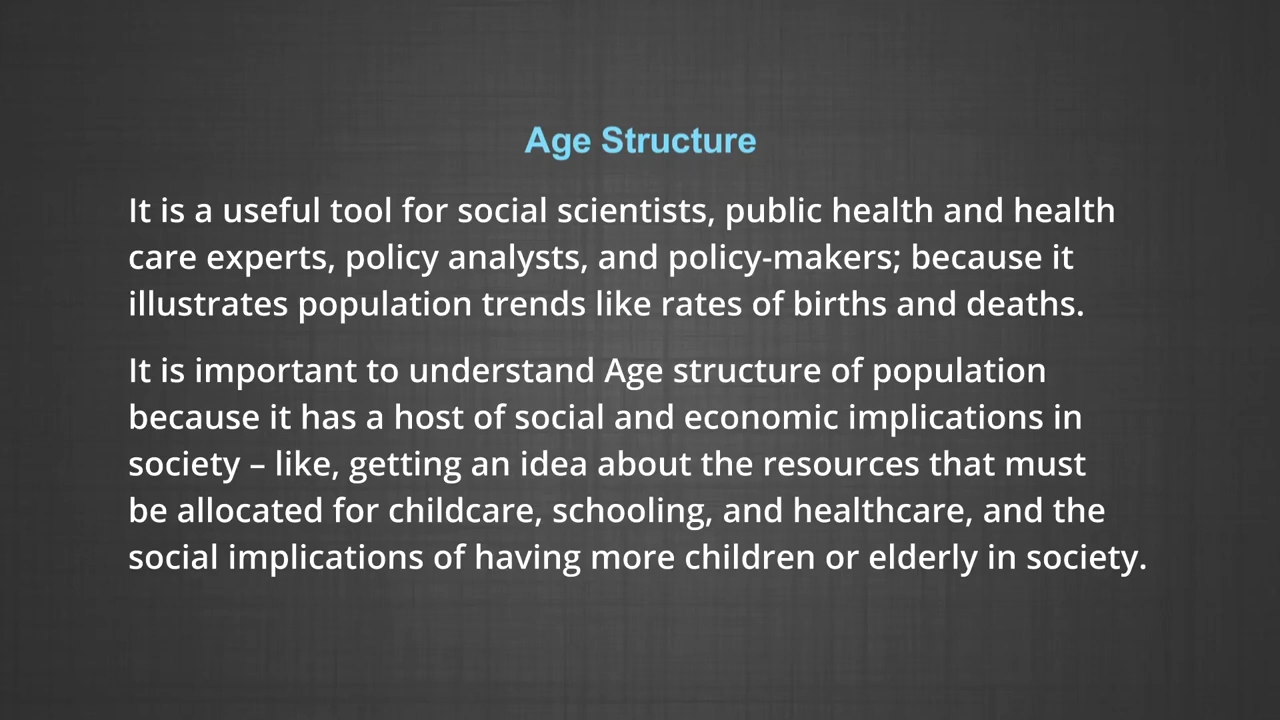 Age Structure
It is a useful tool for social scientists, public health and health
care experts, policy analysts, and policy-makers; because it
illustrates population trends like rates of births and deaths.
It is important to understand Age structure of population
because it has a host of social and economic implications in
society – like, getting an idea about the resources that must
be allocated for childcare, schooling, and healthcare, and the
social implications of having more children or elderly in society.